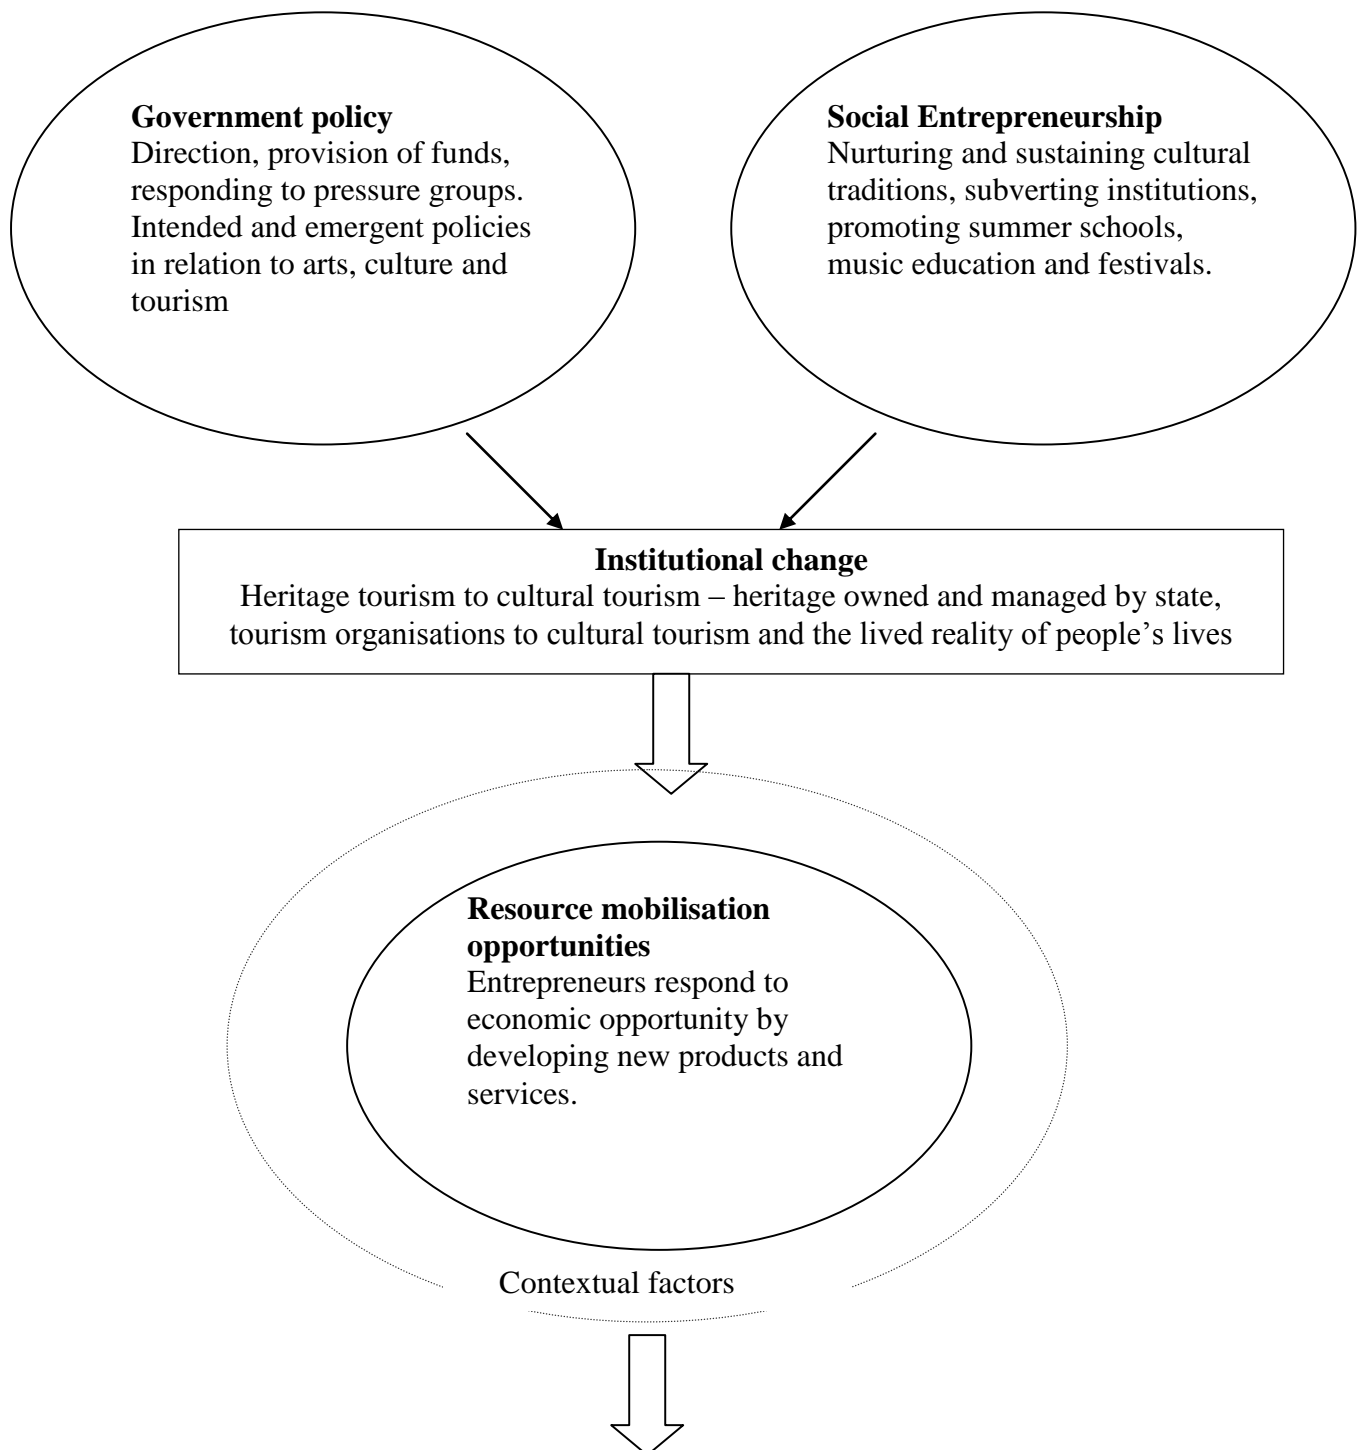 Government policy
Direction, provision of funds,
responding to pressure groups.
Intended and emergent policies
in relation to arts, culture and
tourism
Social Entrepreneurship
Nurturing and sustaining cultural
traditions, subverting institutions,
promoting summer schools,
music education and festivals.
Institutional change
Heritage tourism to cultural tourism – heritage owned and managed by state,
tourism organisations to cultural tourism and the lived reality of people’s lives
Resource mobilisation
opportunities
Entrepreneurs respond to
economic opportunity by
developing new products and
services.
Contextual factors